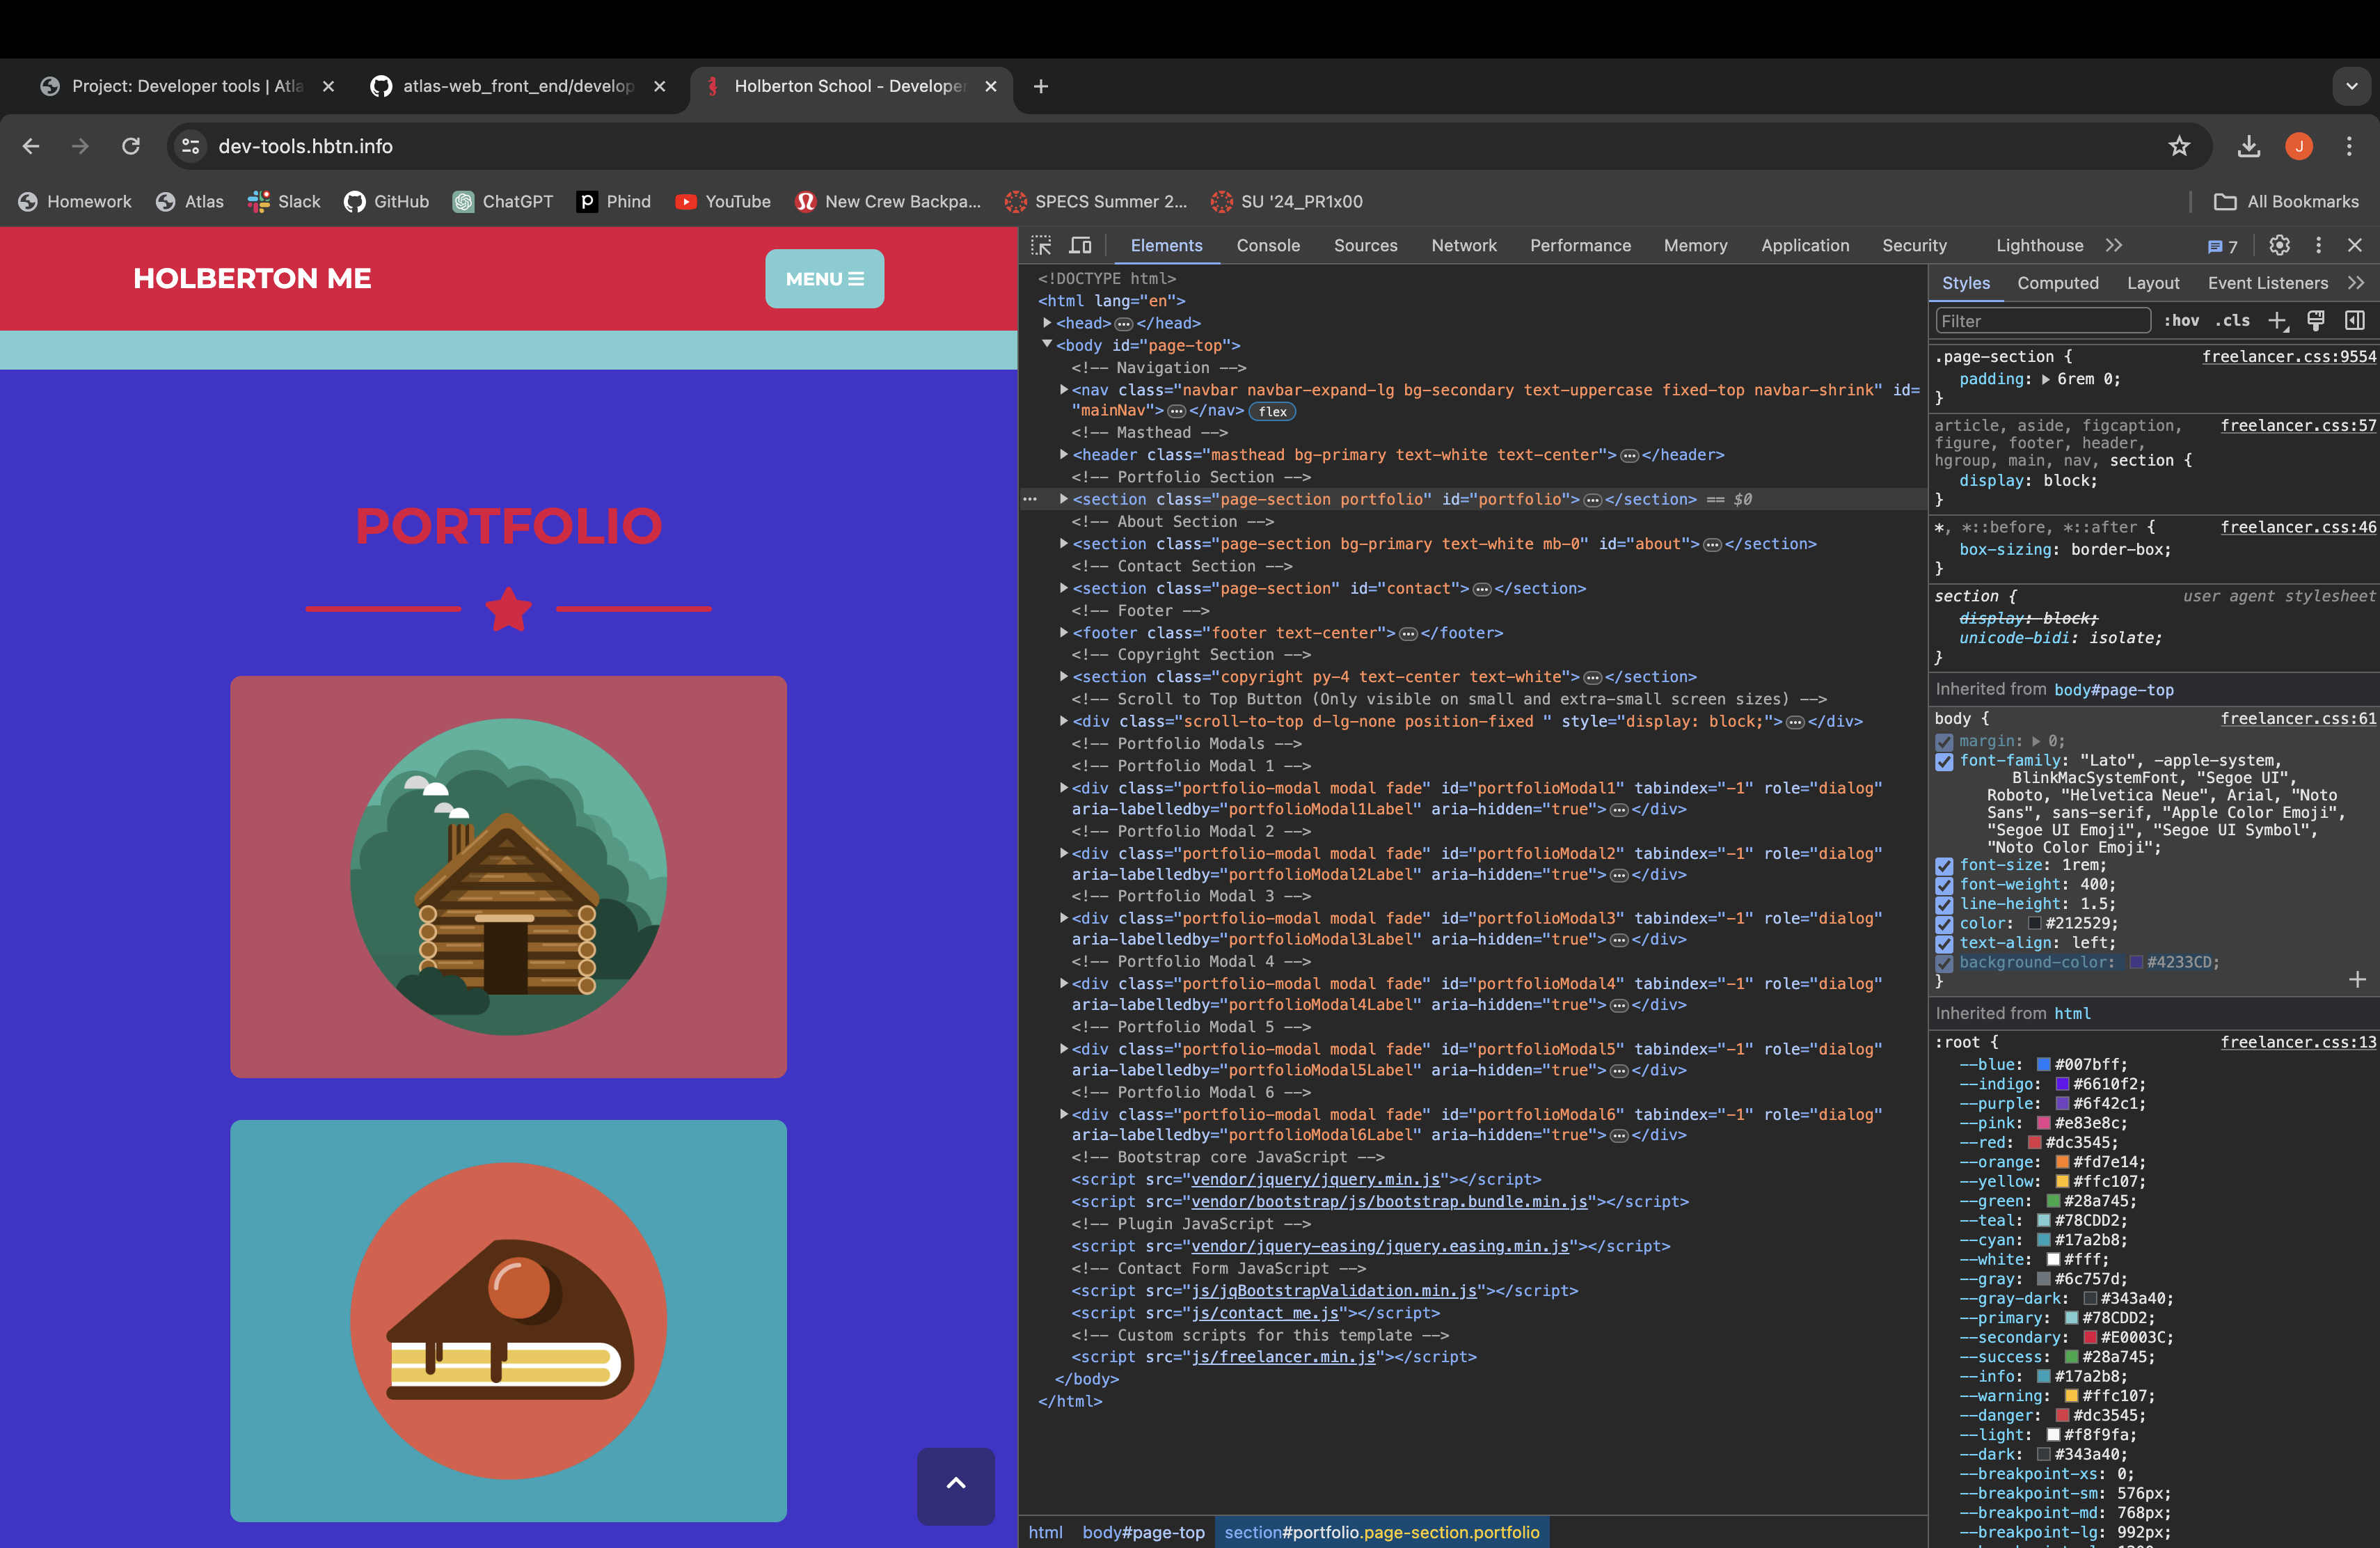 Project: Developer tools | Atla
atlas-web_front_end/develop
Holberton School - Developer
dev-tools.hbtn.info
J
Homework
Atlas
Slack
GitHub
ChatGPT
Phind
YouTube
New Crew Backpa...
SPECS Summer 2...
SU '24_PR1x00
All Bookmarks
HOLBERTON ME
MENU
PORTFOLIO
Elements
Console
Sources
Network
Performance
Memory
Application
Security
Lighthouse
7
<!DOCTYPE html>
<html lang="en">
<head>…</head>
<body id="page-top">
<!-- Navigation -->
<nav class="navbar navbar-expand-lg bg-secondary text-uppercase fixed-top navbar-shrink" id=
"mainNav">…</nav> flex
<!-- Masthead -->
<header class="masthead bg-primary text-white text-center">…</header>
<!-- Portfolio Section -->
… <section class="page-section portfolio" id="portfolio">…</section> == $0
<!-- About Section -->
<section class="page-section bg-primary text-white mb-0" id="about">…</section>
<!-- Contact Section -->
<section class="page-section" id="contact">…</section>
<!-- Footer -->
<footer class="footer text-center">…</footer>
<!-- Copyright Section -->
<section class="copyright py-4 text-center text-white">…</section>
<!-- Scroll to Top Button (Only visible on small and extra-small screen sizes) -->
<div class="scroll-to-top d-lg-none position-fixed " style="display: block;">…</div>
<!-- Portfolio Modals -->
<!-- Portfolio Modal 1 -->
<div class="portfolio-modal modal fade" id="portfolioModal1" tabindex="-1" role="dialog"
aria-labelledby="portfolioModal1Label" aria-hidden="true">…</div>
<!-- Portfolio Modal 2 -->
<div class="portfolio-modal modal fade" id="portfolioModal2" tabindex="-1" role="dialog"
aria-labelledby="portfolioModal2Label" aria-hidden="true">…</div>
<!-- Portfolio Modal 3 -->
<div class="portfolio-modal modal fade" id="portfolioModal3" tabindex="-1" role="dialog"
aria-labelledby="portfolioModal3Label" aria-hidden="true">…</div>
<!-- Portfolio Modal 4 -->
<div class="portfolio-modal modal fade" id="portfolioModal4" tabindex="-1" role="dialog"
aria-labelledby="portfolioModal4Label" aria-hidden="true">…</div>
<!-- Portfolio Modal 5 -->
<div class="portfolio-modal modal fade" id="portfolioModal5" tabindex="-1" role="dialog"
aria-labelledby="portfolioModal5Label" aria-hidden="true">…</div>
<!-- Portfolio Modal 6 -->
<div class="portfolio-modal modal fade" id="portfolioModal6" tabindex="-1" role="dialog"
aria-labelledby="portfolioModal6Label" aria-hidden="true">…</div>
<!-- Bootstrap core JavaScript -->
<script src="vendor/jquery/jquery.min.js"></script>
<script src="vendor/bootstrap/js/bootstrap.bundle.min.js"></script>
<!-- Plugin JavaScript -->
<script src="vendor/jquery-easing/jquery.easing.min.js"></script>
<!-- Contact Form JavaScript -->
<script src="js/jqBootstrapValidation.min.js"></script>
<script src="js/contact_me.js"></script>
<!-- Custom scripts for this template -->
<script src="js/freelancer.min.js"></script>
</body>
</html>
html
body#page-top
section#portfolio.page-section.portfolio
Styles
Computed
Layout
Event Listeners
Filter
:hov
.cls
.page-section { freelancer.css:9554
padding: 6rem 0;
}
article, aside, figcaption, freelancer.css:57
figure, footer, header,
hgroup, main, nav, section {
display: block;
}
*, *::before, *::after { freelancer.css:46
box-sizing: border-box;
}
section { user agent stylesheet
display: block;
unicode-bidi: isolate;
}
Inherited from body#page-top
body { freelancer.css:61
margin: 0;
font-family: "Lato", -apple-system,
BlinkMacSystemFont, "Segoe UI",
Roboto, "Helvetica Neue", Arial, "Noto
Sans", sans-serif, "Apple Color Emoji",
"Segoe UI Emoji", "Segoe UI Symbol",
"Noto Color Emoji";
font-size: 1rem;
font-weight: 400;
line-height: 1.5;
color: #212529;
text-align: left;
background-color: #4233CD;
}
Inherited from html
:root { freelancer.css:13
--blue: #007bff;
--indigo: #6610f2;
--purple: #6f42c1;
--pink: #e83e8c;
--red: #dc3545;
--orange: #fd7e14;
--yellow: #ffc107;
--green: #28a745;
--teal: #78CDD2;
--cyan: #17a2b8;
--white: #fff;
--gray: #6c757d;
--gray-dark: #343a40;
--primary: #78CDD2;
--secondary: #E0003C;
--success: #28a745;
--info: #17a2b8;
--warning: #ffc107;
--danger: #dc3545;
--light: #f8f9fa;
--dark: #343a40;
--breakpoint-xs: 0;
--breakpoint-sm: 576px;
--breakpoint-md: 768px;
--breakpoint-lg: 992px;